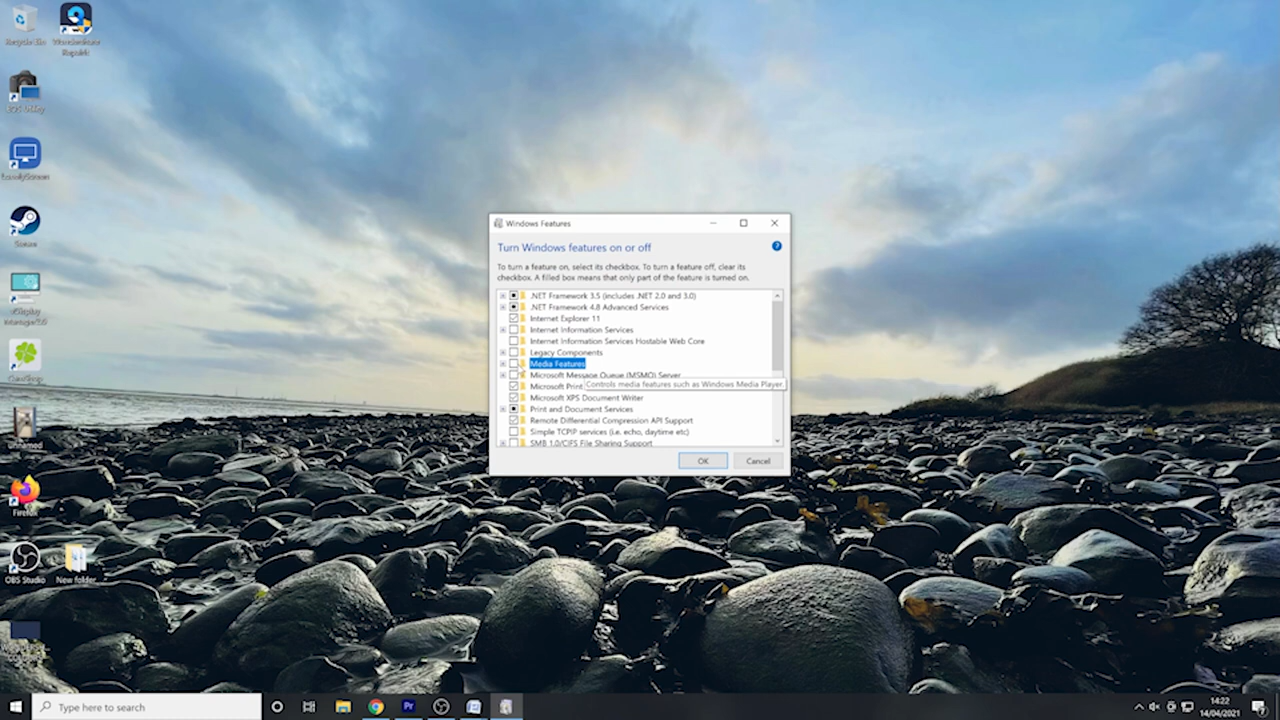 Recycle Bin
Wondershare
Repairit
EOS Utility
LonelyScreen
Steam
Firefox
OBS Studio
New folder
Windows Features
Turn Windows features on or off
To turn a feature on, select its checkbox. To turn a feature off, clear its
checkbox. A filled box means that only part of the feature is turned on.
.NET Framework 3.5 (includes .NET 2.0 and 3.0)
.NET Framework 4.8 Advanced Services
Internet Explorer 11
Internet Information Services
Internet Information Services Hostable Web Core
Legacy Components
Media Features
Microsoft Message Queue (MSMQ) Server
Microsoft Print
Controls media features such as Windows Media Player.
Microsoft XPS Document Writer
Print and Document Services
Remote Differential Compression API Support
Simple TCPIP services (i.e. echo, daytime etc)
SMB 1.0/CIFS File Sharing Support
OK
Cancel
Type here to search
Pr
14:22
14/04/2021